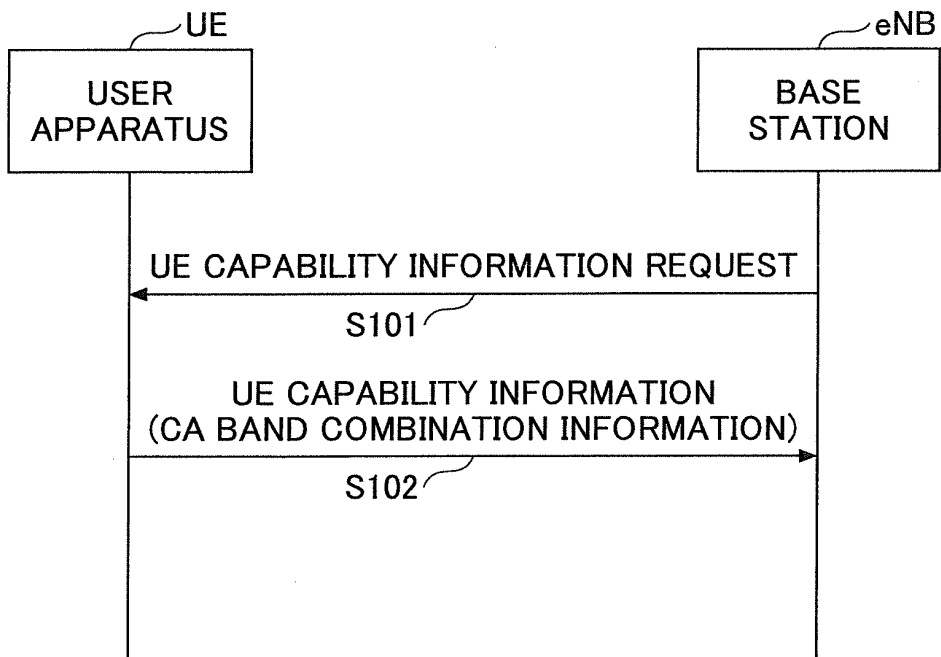 UE
eNB
USER
APPARATUS
BASE
STATION
UE CAPABILITY INFORMATION REQUEST
S101
UE CAPABILITY INFORMATION
(CA BAND COMBINATION INFORMATION)
S102